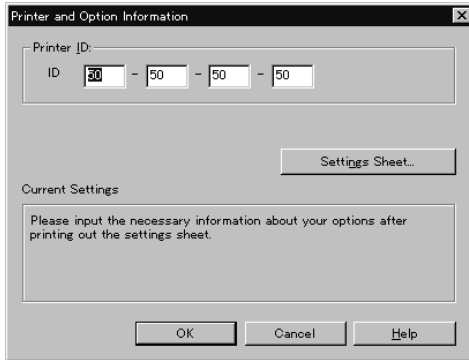 Printer and Option Information
Printer ID:
ID 50 - 50 - 50 - 50
Settings Sheet...
Current Settings
Please input the necessary information about your options after
printing out the settings sheet.
OK Cancel Help